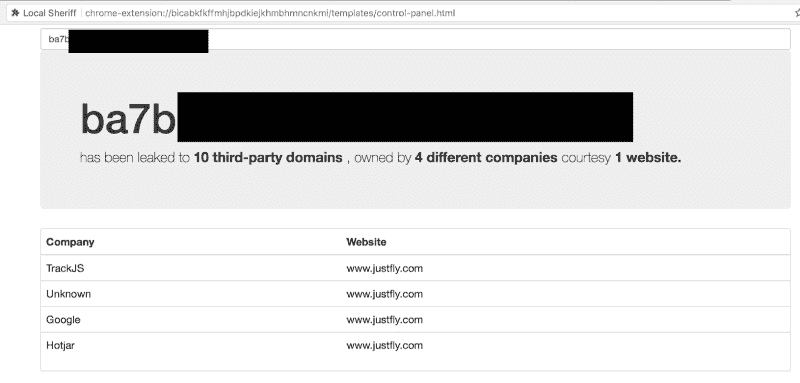 Local Sheriff | chrome-extension://bicabkfkffmhjbpdkiejkhmbhmncnkmi/templates/control-panel.html
ba7b
ba7b
has been leaked to 10 third-party domains , owned by 4 different companies courtesy 1 website.
Company Website
TrackJS www.justfly.com
Unknown www.justfly.com
Google www.justfly.com
Hotjar www.justfly.com